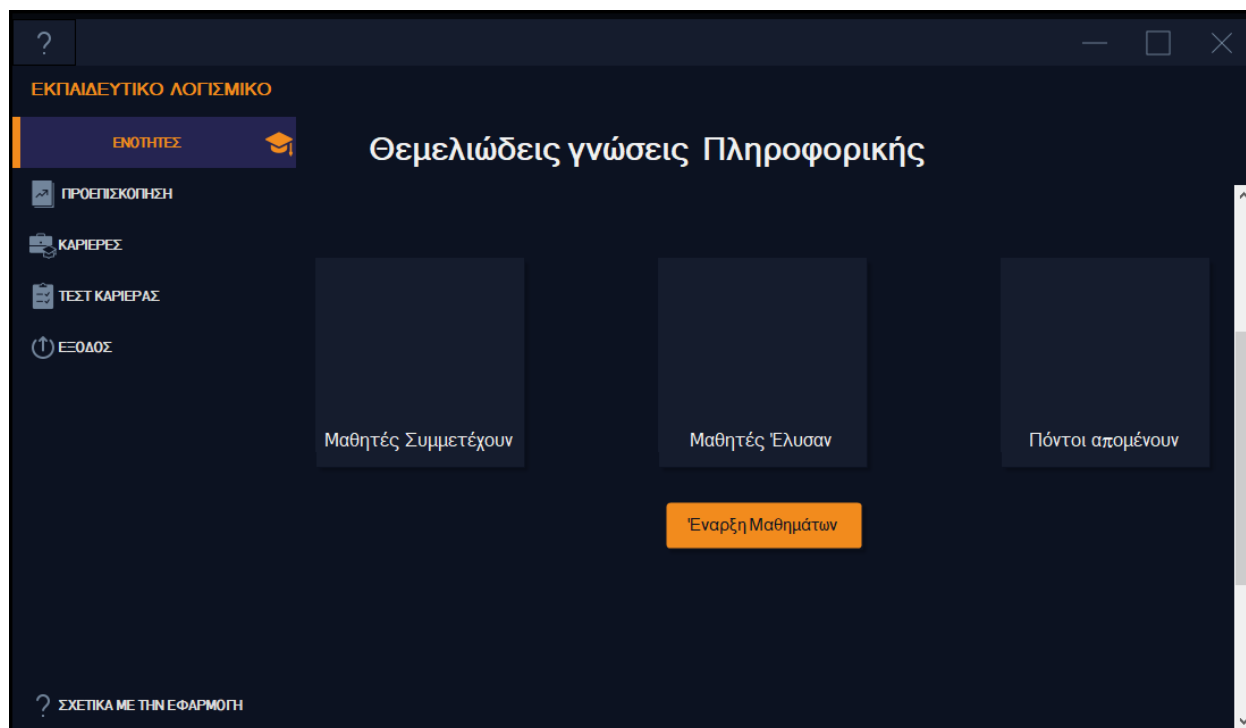 ?
ΕΚΠΑΙΔΕΥΤΙΚΟ ΛΟΓΙΣΜΙΚΟ
ΕΝΟΤΗΤΕΣ
ΠΡΟΕΠΙΣΚΟΠΗΣΗ
ΚΑΡΙΕΡΕΣ
ΤΕΣΤ ΚΑΡΙΕΡΑΣ
ΕΞΟΔΟΣ
Θεμελιώδεις γνώσεις Πληροφορικής
Μαθητές Συμμετέχουν
Μαθητές Έλυσαν
Πόντοι απομένουν
Έναρξη Μαθημάτων
? ΣΧΕΤΙΚΑ ΜΕ ΤΗΝ ΕΦΑΡΜΟΓΗ